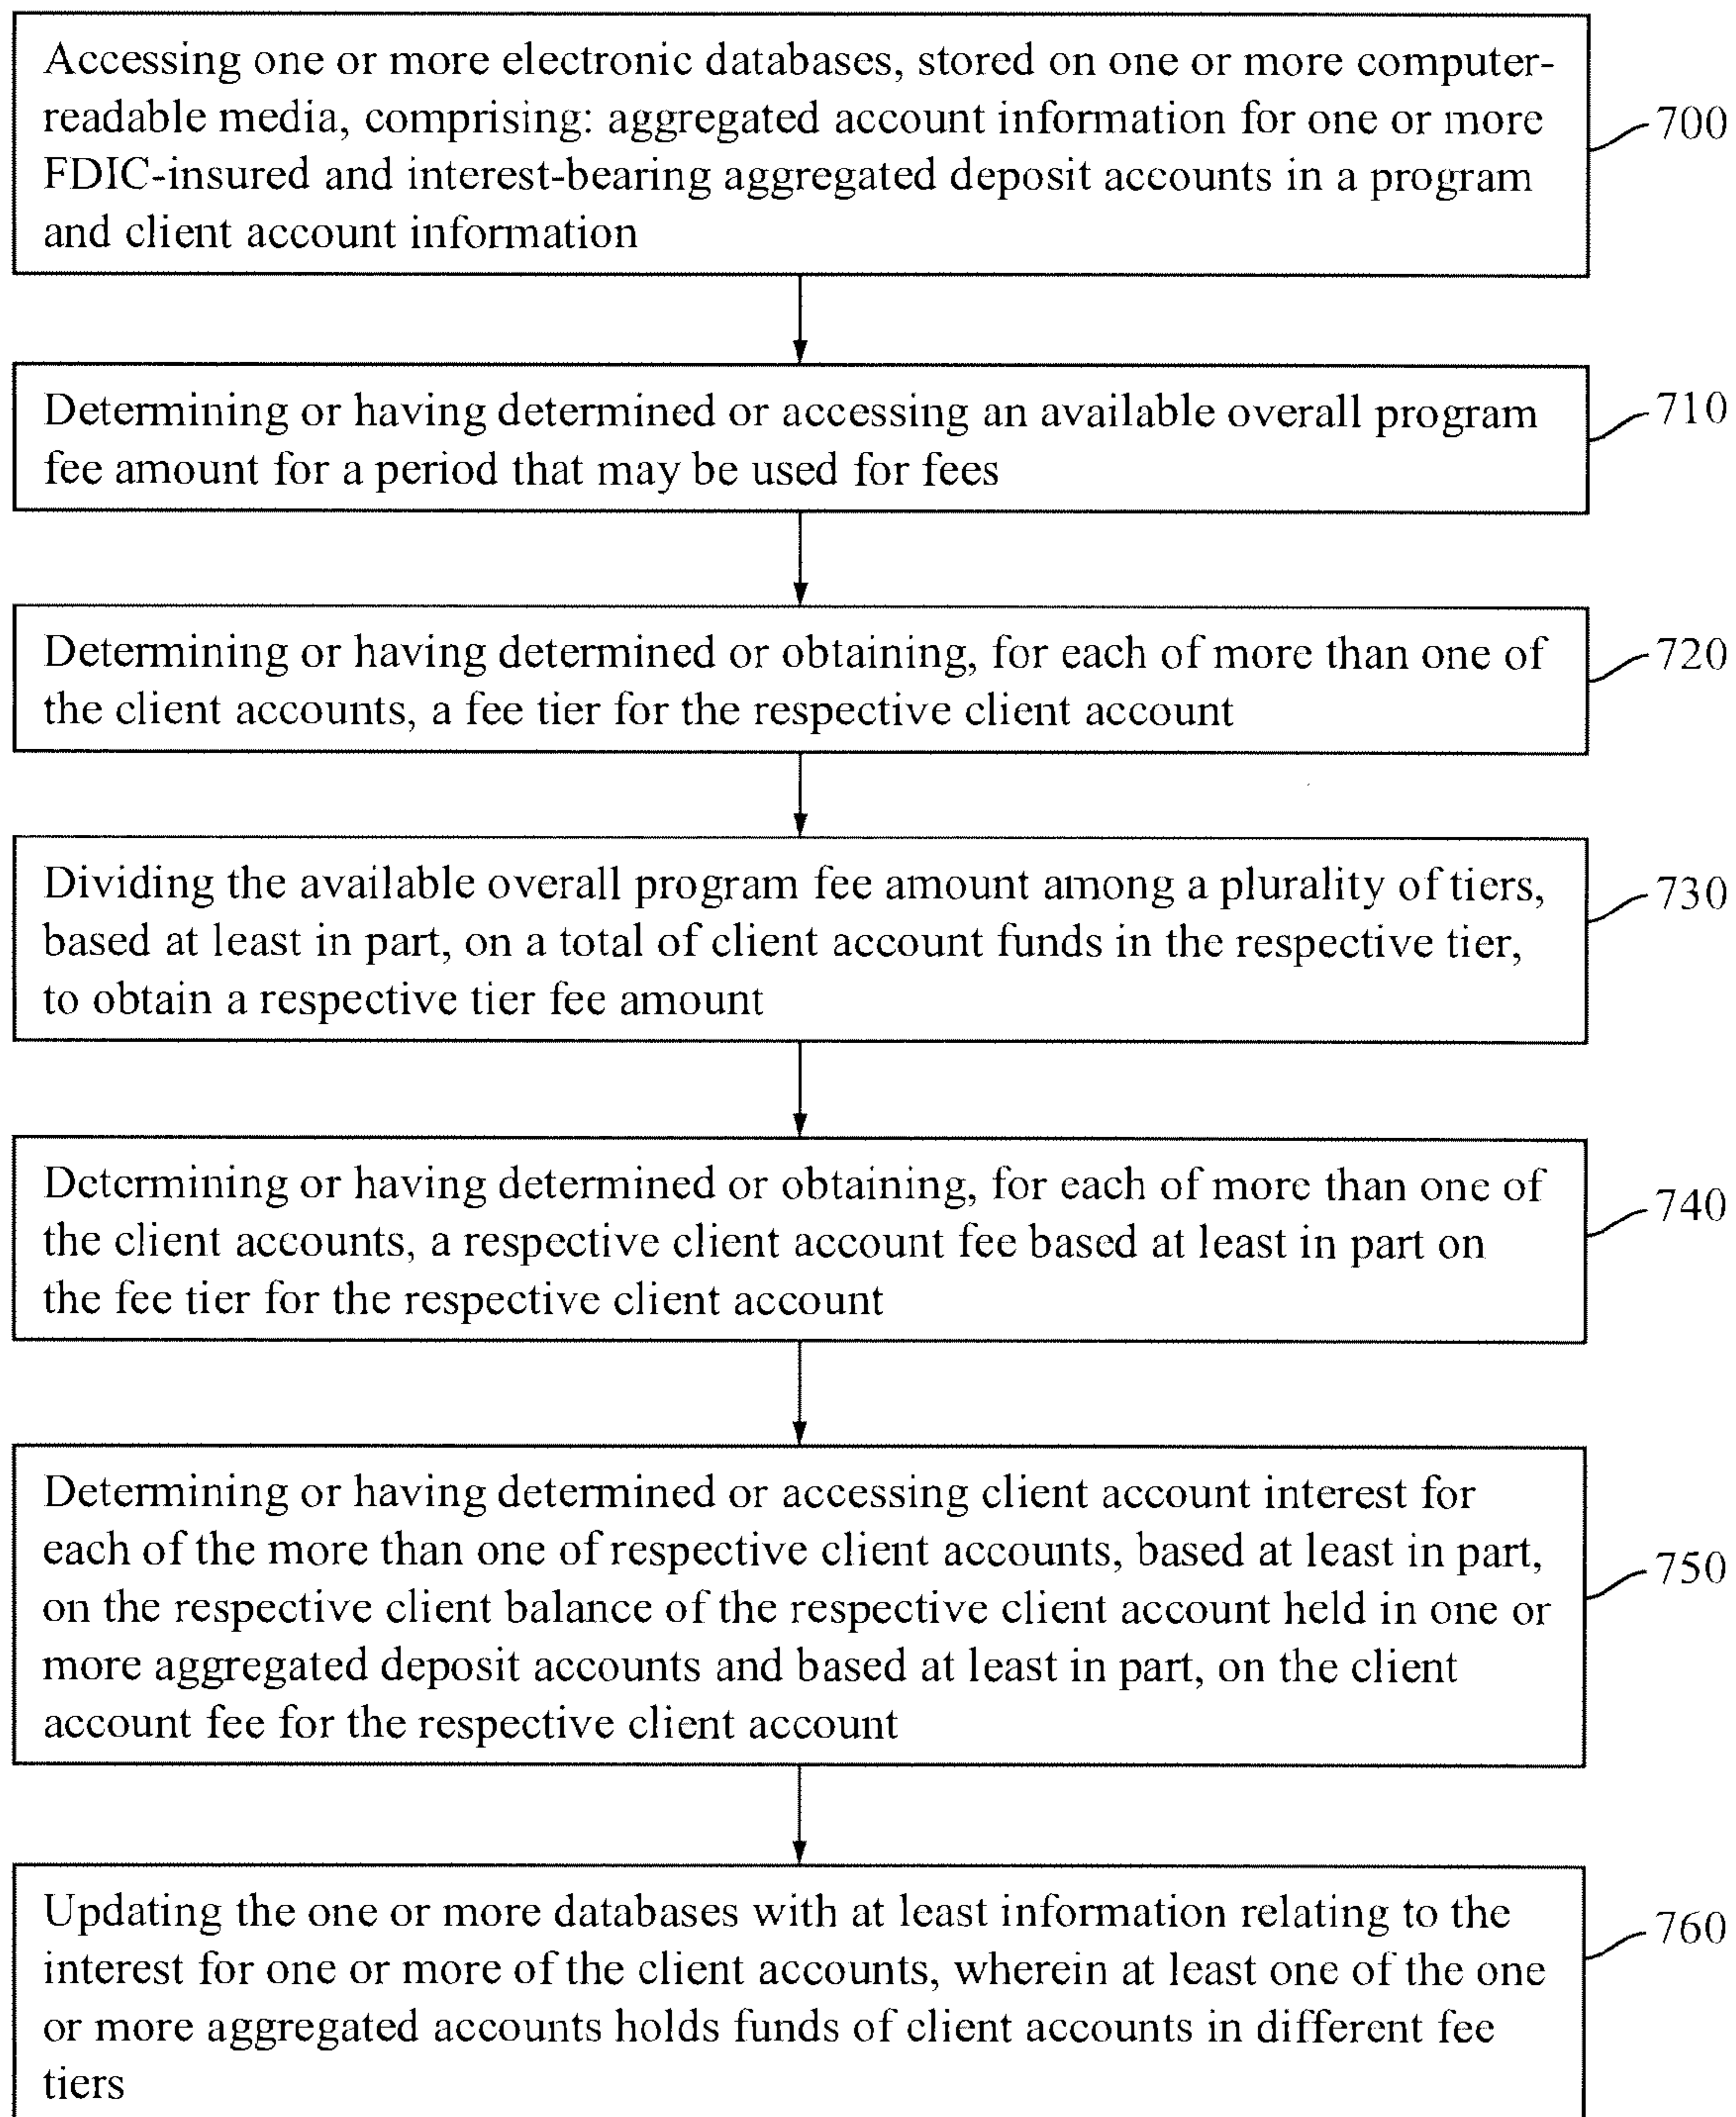 Accessing one or more electronic databases, stored on one or more computer-
readable media, comprising: aggregated account information for one or more
FDIC-insured and interest-bearing aggregated deposit accounts in a program
and client account information
700
Determining or having determined or accessing an available overall program
fee amount for a period that may be used for fees
710
Determining or having determined or obtaining, for each of more than one of
the client accounts, a fee tier for the respective client account
720
Dividing the available overall program fee amount among a plurality of tiers,
based at least in part, on a total of client account funds in the respective tier,
to obtain a respective tier fee amount
730
Determining or having determined or obtaining, for each of more than one of
the client accounts, a respective client account fee based at least in part on
the fee tier for the respective client account
740
Determining or having determined or accessing client account interest for
each of the more than one of respective client accounts, based at least in part,
on the respective client balance of the respective client account held in one or
more aggregated deposit accounts and based at least in part, on the client
account fee for the respective client account
750
Updating the one or more databases with at least information relating to the
interest for one or more of the client accounts, wherein at least one of the one
or more aggregated accounts holds funds of client accounts in different fee
tiers
760